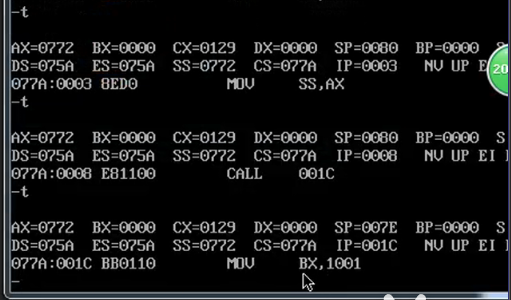 -t
AX=0772 BX=0000 CX=0129 DX=0000 SP=0080 BP=0000 S
DS=075A ES=075A SS=0772 CS=077A IP=0003 NV UP E
077A:0003 8ED0 MOV SS,AX
-t
AX=0772 BX=0000 CX=0129 DX=0000 SP=0080 BP=0000 S
DS=075A ES=075A SS=0772 CS=077A IP=0008 NV UP EI
077A:0008 E81100 CALL 001C
-t
AX=0772 BX=0000 CX=0129 DX=0000 SP=007E BP=0000 S
DS=075A ES=075A SS=0772 CS=077A IP=001C NV UP EI
077A:001C BB0110 MOV BX,1001
-
20